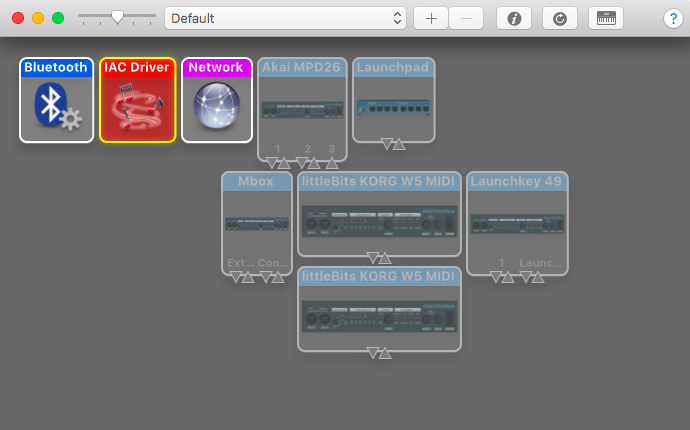 Default
Bluetooth
IAC Driver
Network
Akai MPD26
1 2 3
Launchpad
Mbox
Ext... Con...
littleBits KORG W5 MIDI
Launchkey 49
1 Launc...
littleBits KORG W5 MIDI